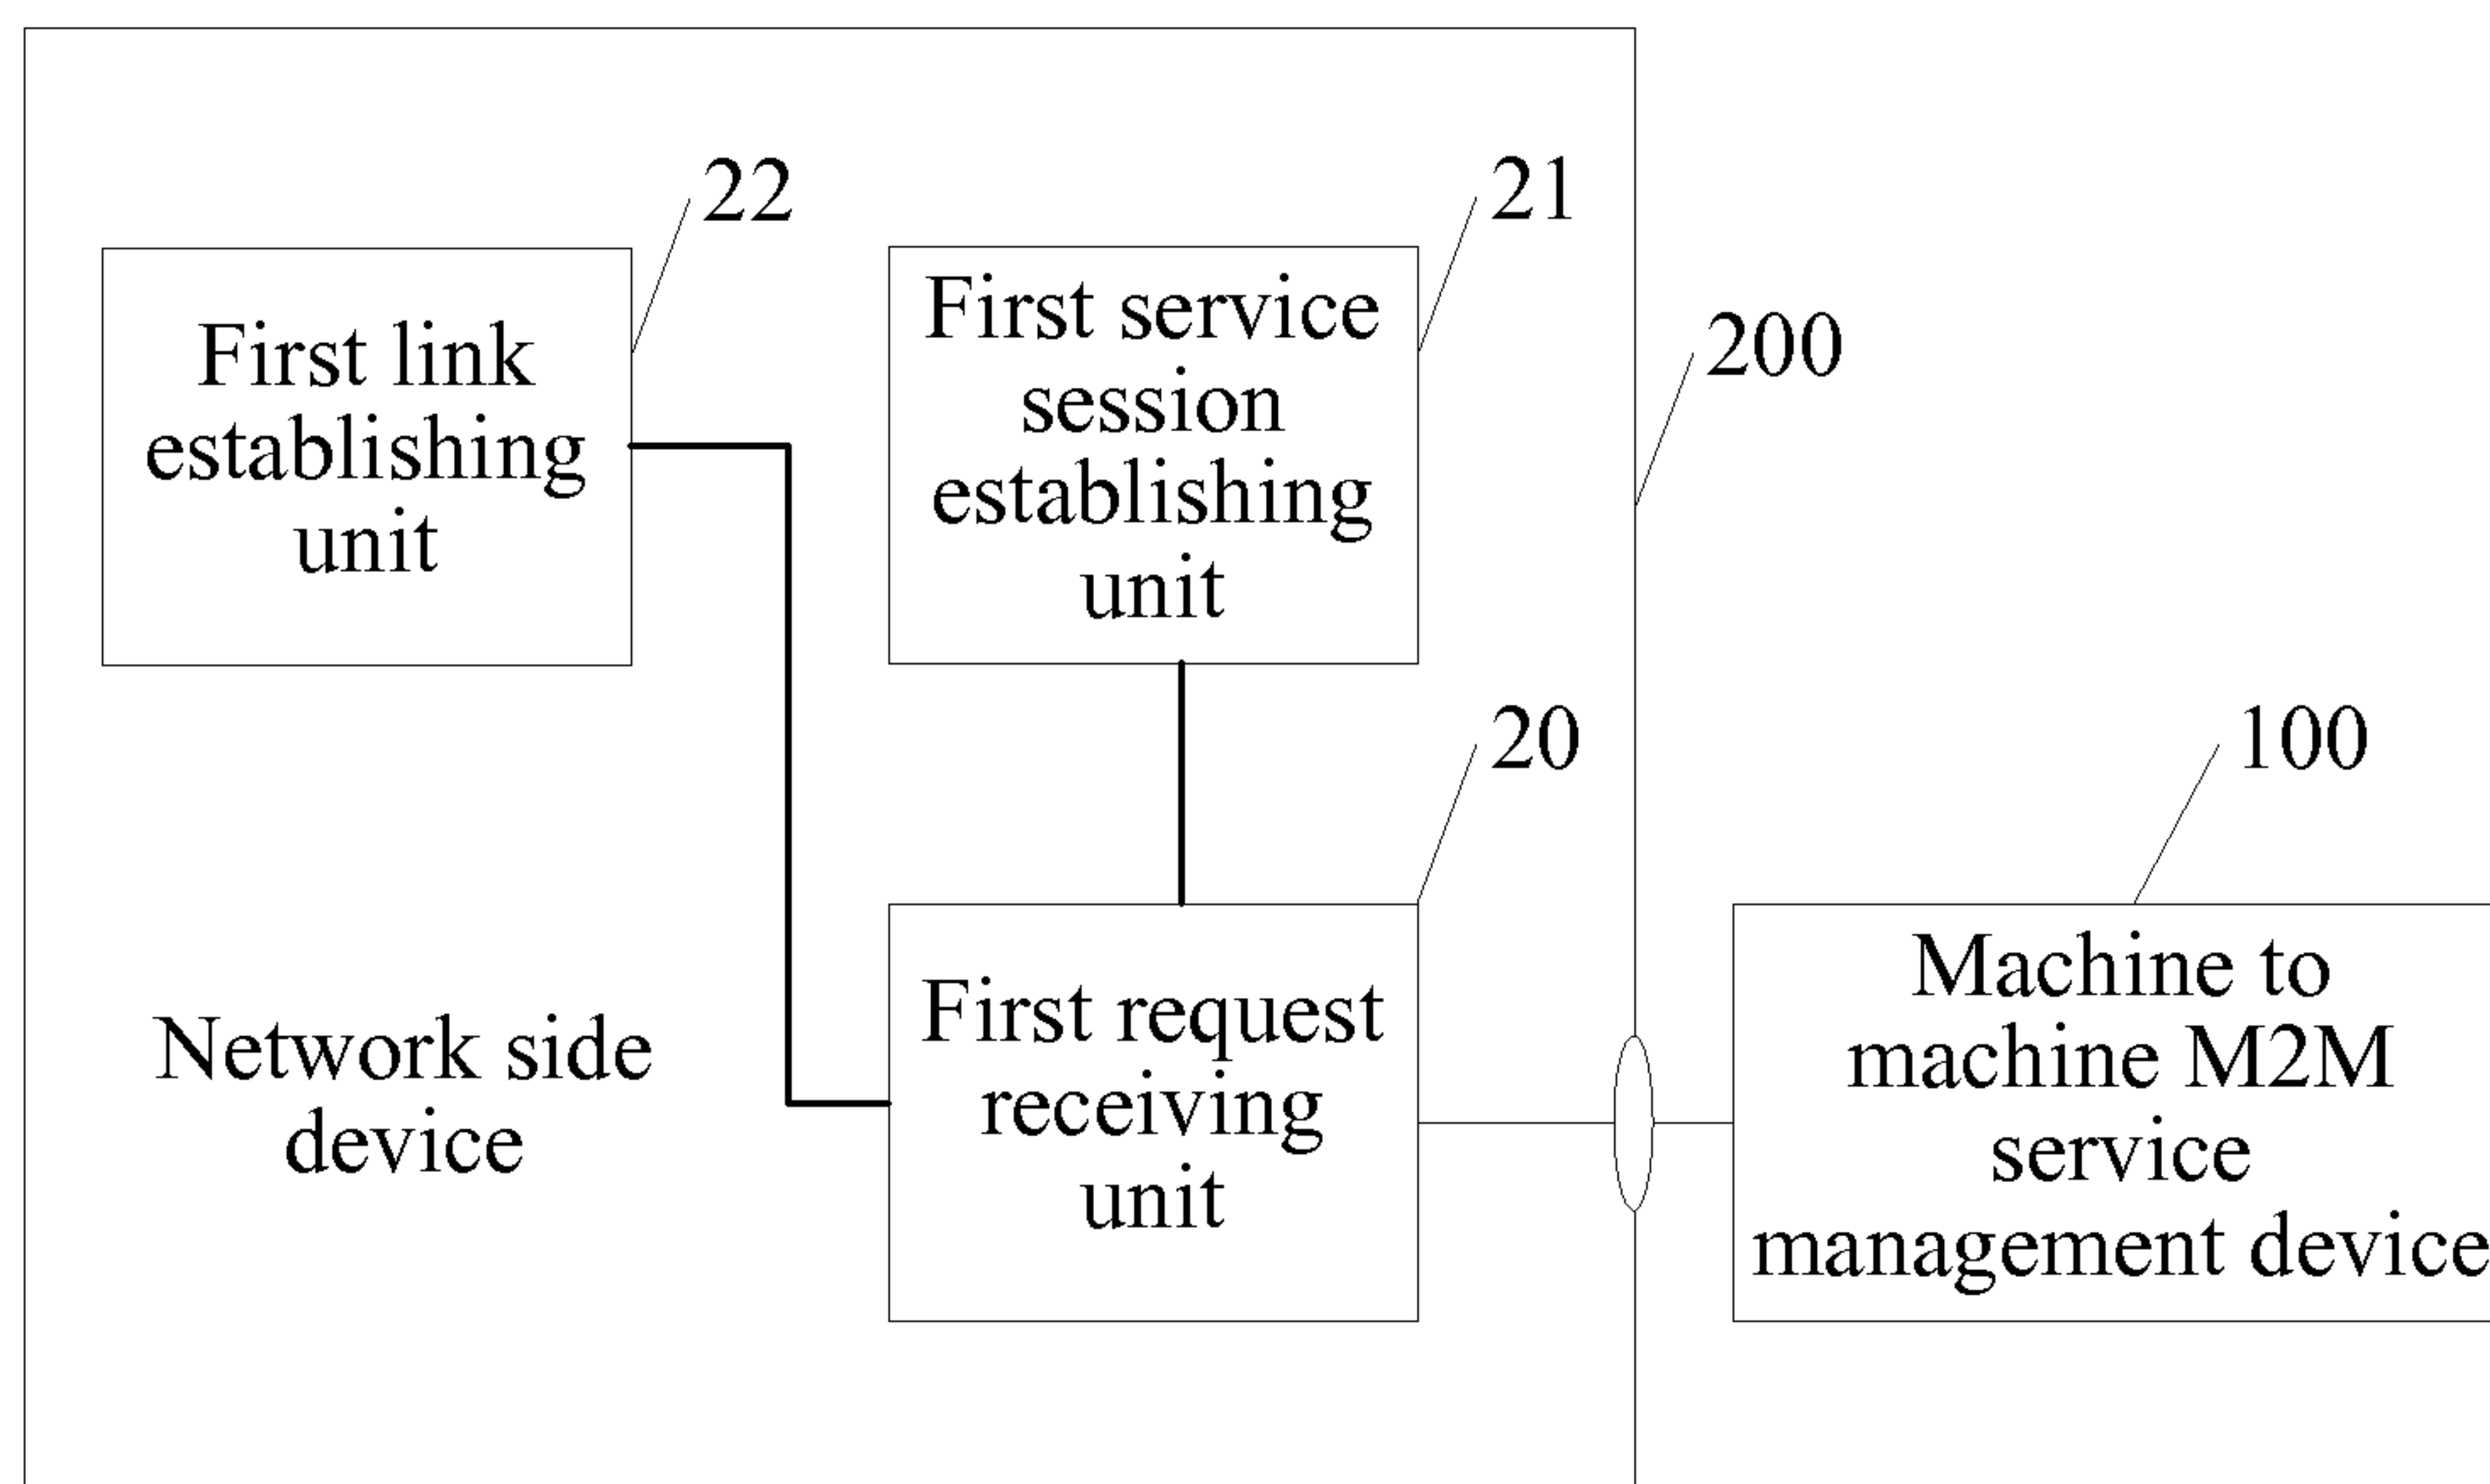 22
21
First link
establishing
unit
First service
session
establishing
unit
200
20
100
Network side
device
First request
receiving
unit
Machine to
machine M2M
service
management device